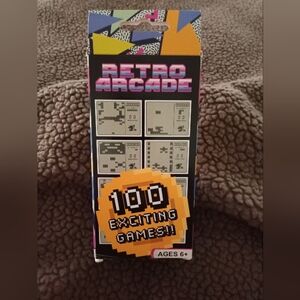 RETRO
ARCADE
100
EXCITING
GAMES!!
AGES 6+